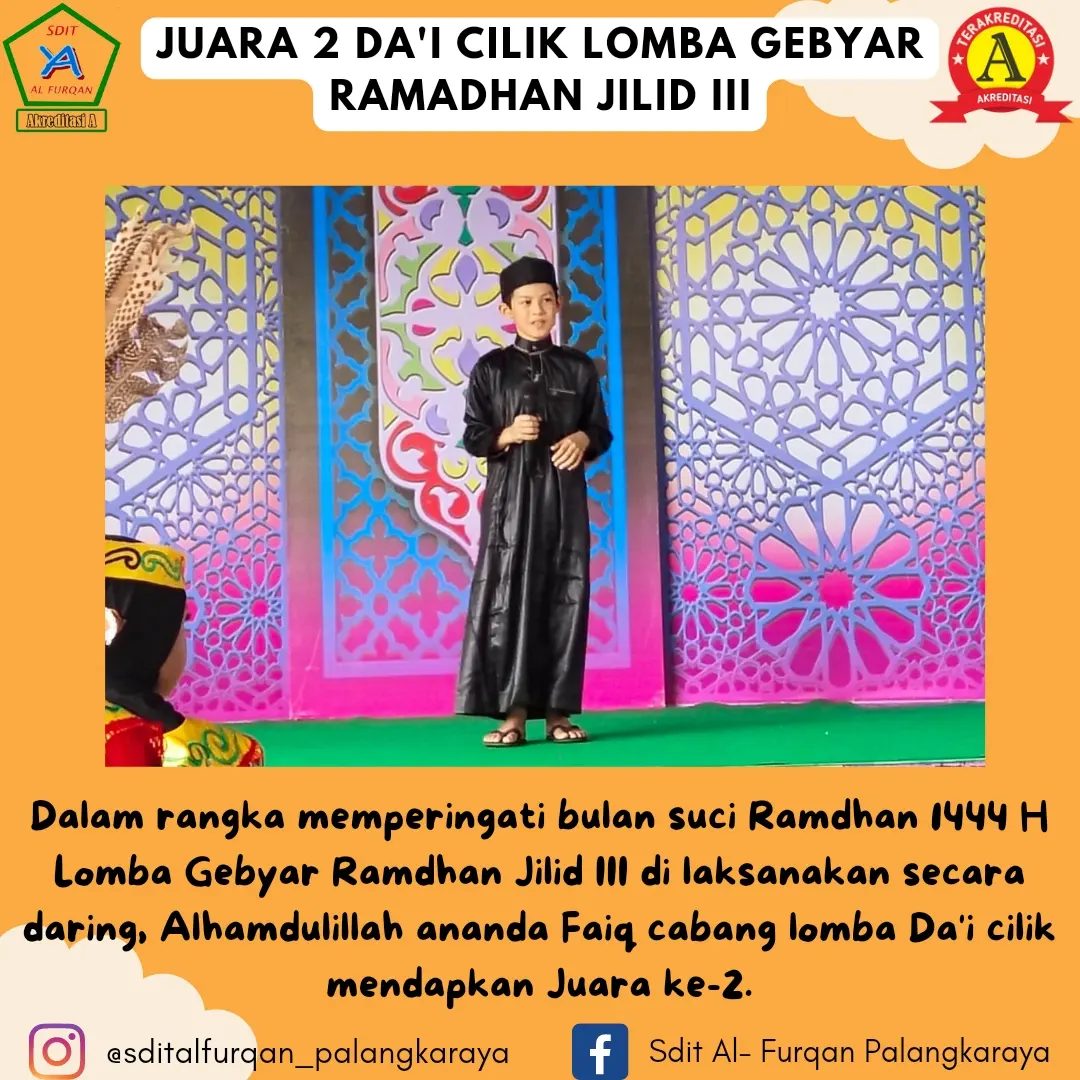 SDIT
YA
AL FURQAN
Akreditasi A
JUARA 2 DA'I CILIK LOMBA GEBYAR
RAMADHAN JILID III
TERAKREDITASI
A
AKREDITASI
Dalam rangka memperingati bulan suci Ramdhan 1444 H
Lomba Gebyar Ramdhan Jilid III di laksanakan secara
daring, Alhamdulillah ananda Faiq cabang lomba Da'i cilik
mendapkan Juara ke-2.
@sditalfurqan_palangkaraya
Sdit Al- Furqan Palangkaraya